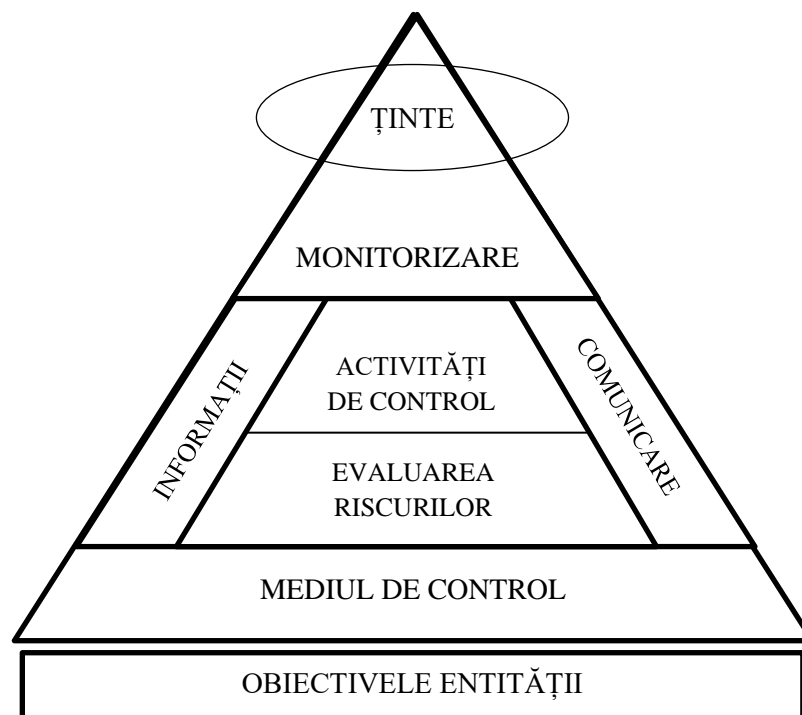 ȚINTE
MONITORIZARE
INFORMAȚII
ACTIVITĂȚI
DE CONTROL
COMUNICARE
EVALUAREA
RISCURILOR
MEDIUL DE CONTROL
OBIECTIVELE ENTITĂȚII